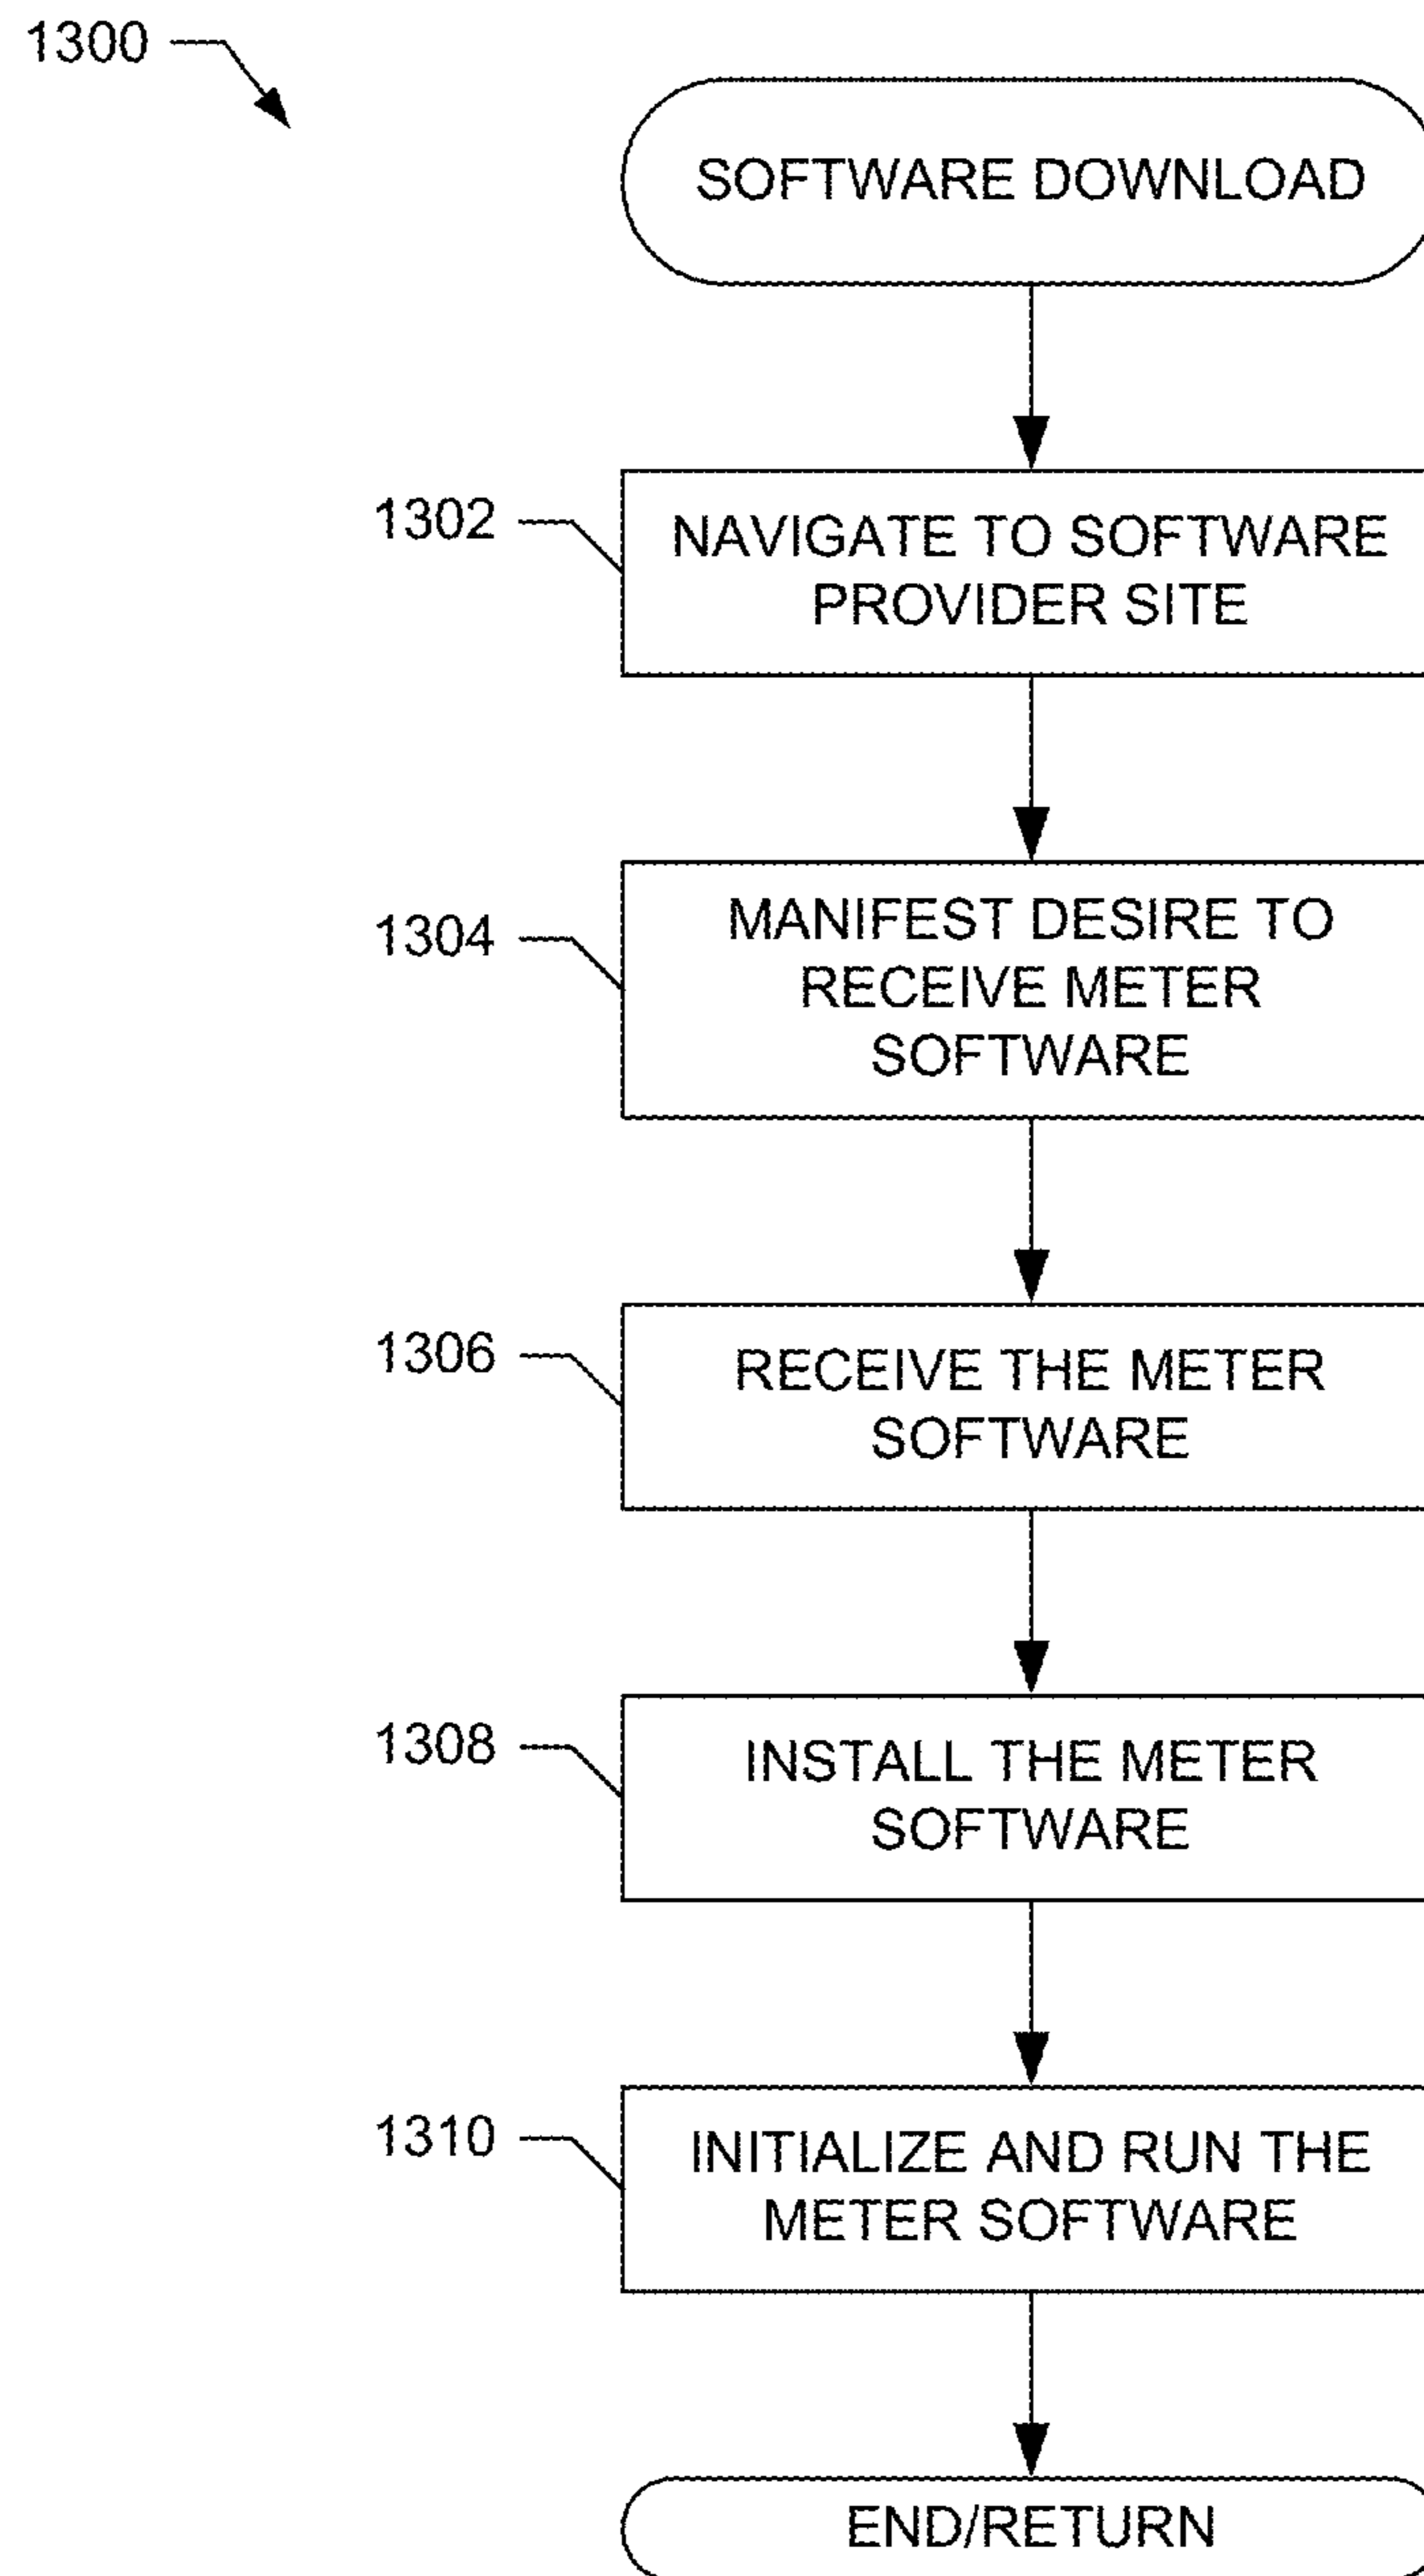 1300
SOFTWARE DOWNLOAD
1302
NAVIGATE TO SOFTWARE
PROVIDER SITE
1304
MANIFEST DESIRE TO
RECEIVE METER
SOFTWARE
1306
RECEIVE THE METER
SOFTWARE
1308
INSTALL THE METER
SOFTWARE
1310
INITIALIZE AND RUN THE
METER SOFTWARE
END/RETURN